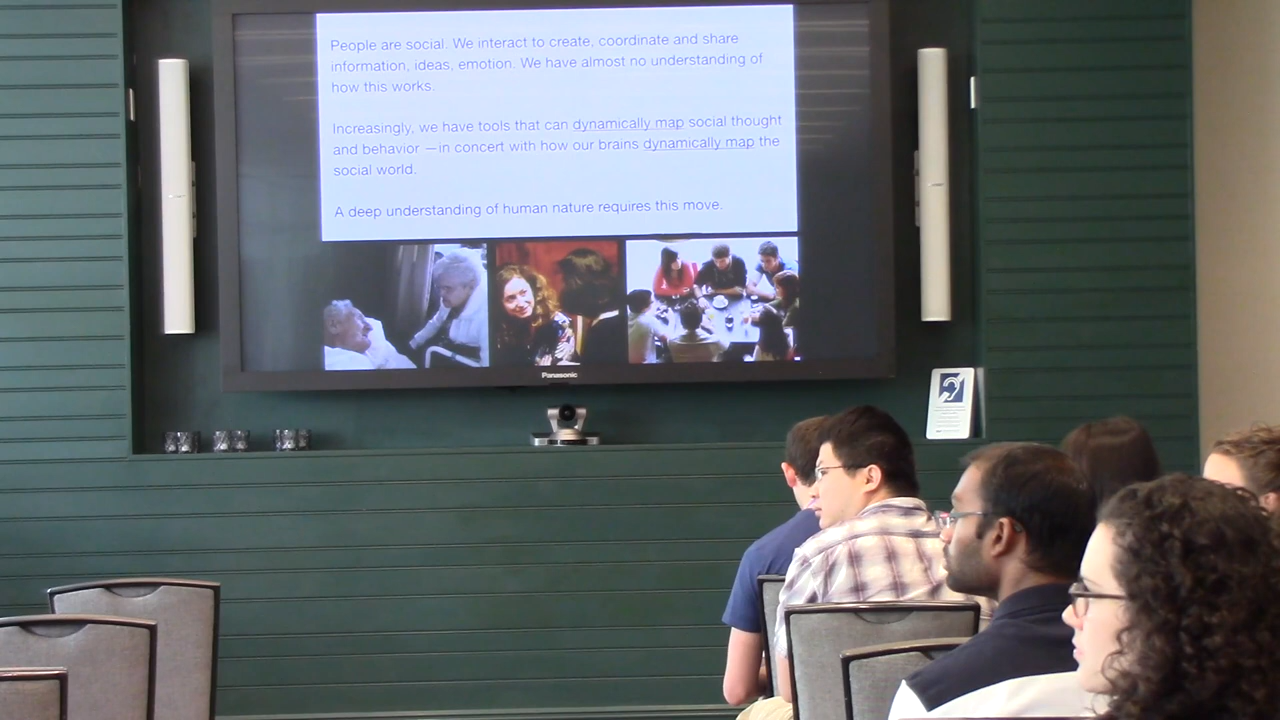 People are social. We interact to create, coordinate and share
information, ideas, emotion. We have almost no understanding of
how this works.
Increasingly, we have tools that can dynamically map social thought
and behavior —in concert with how our brains dynamically map the
social world.
A deep understanding of human nature requires this move.
Panasonic